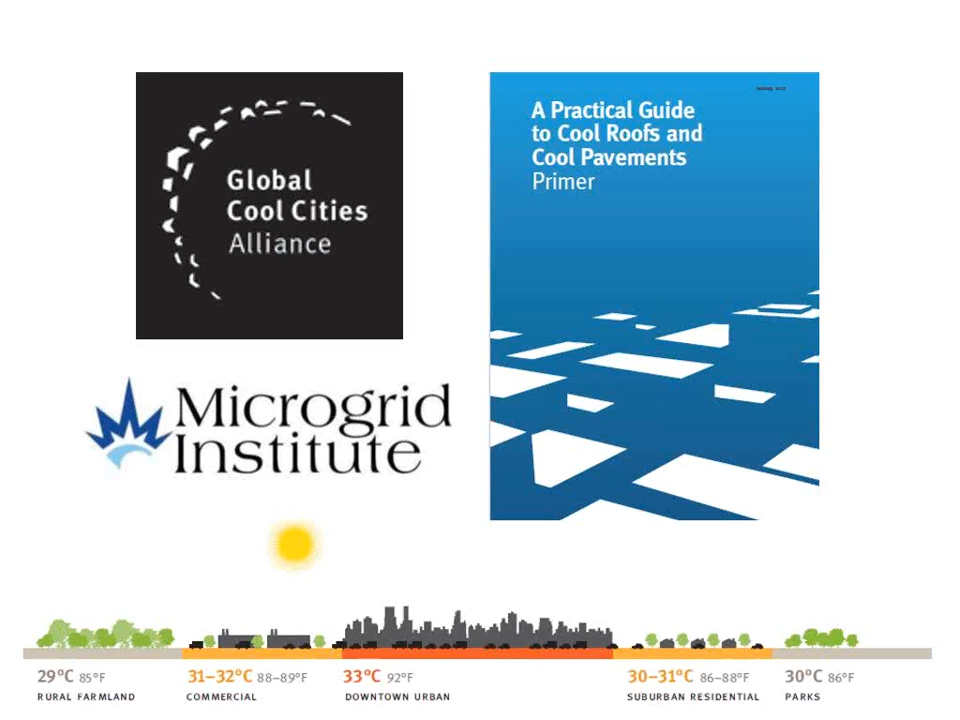 Global
Cool Cities
Alliance
A Practical Guide
to Cool Roofs and
Cool Pavements
Primer
Microgrid
Institute
29°C 85°F
RURAL FARMLAND
31–32°C 88–89°F
COMMERCIAL
33°C 92°F
DOWNTOWN URBAN
30–31°C 86–88°F
SUBURBAN RESIDENTIAL
30°C 86°F
PARKS